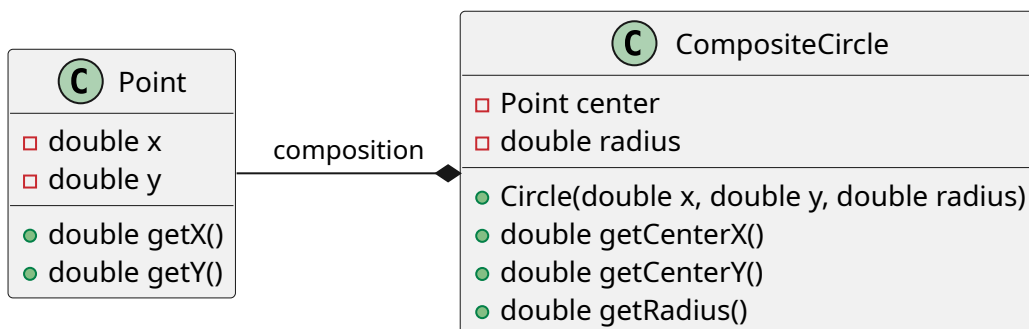 C Point
double x
double y
double getX()
double getY()
composition
C CompositeCircle
Point center
double radius
Circle(double x, double y, double radius)
double getCenterX()
double getCenterY()
double getRadius()